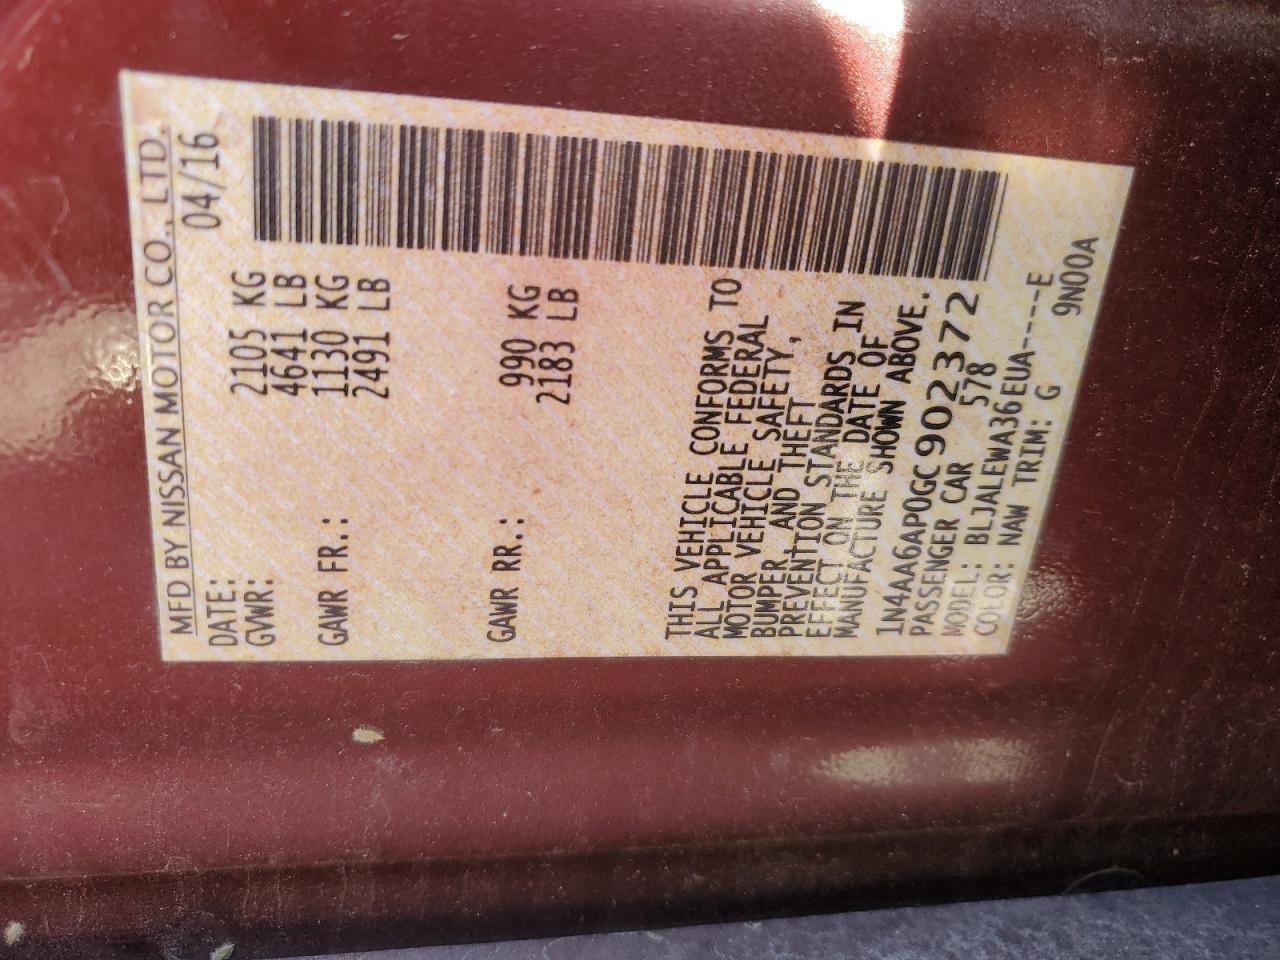 MFD BY NISSAN MOTOR CO., LTD.
DATE: 04/16
GVWR: 2105 KG
4641 LB
GAWR FR.: 1130 KG
2491 LB
GAWR RR.: 990 KG
2183 LB
THIS VEHICLE CONFORMS TO
ALL APPLICABLE FEDERAL
MOTOR VEHICLE SAFETY,
BUMPER, AND THEFT
PREVENTION STANDARDS IN
EFFECT ON THE DATE OF
MANUFACTURE SHOWN ABOVE.
1N4AA6AP0GC902372
PASSENGER CAR 578
MODEL: BLJALEWA36EUA----E
COLOR: NAW TRIM: G 9N00A